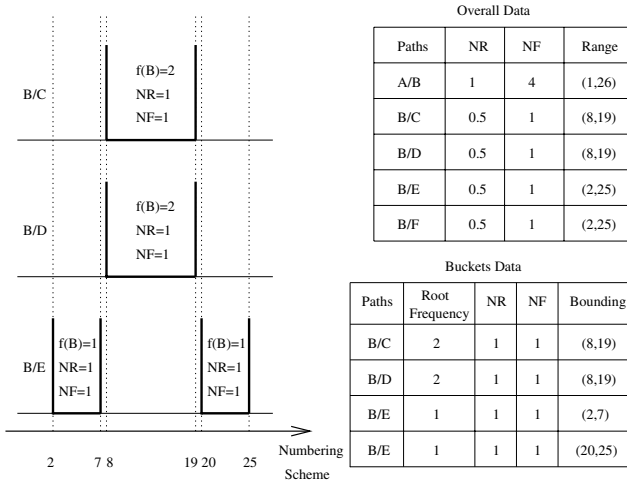 B/C
f(B)=2
NR=1
NF=1
B/D
f(B)=2
NR=1
NF=1
B/E
f(B)=1
NR=1
NF=1
f(B)=1
NR=1
NF=1
2 7 8 19 20 25
Numbering
Scheme
Overall Data
Paths NR NF Range
A/B 1 4 (1,26)
B/C 0.5 1 (8,19)
B/D 0.5 1 (8,19)
B/E 0.5 1 (2,25)
B/F 0.5 1 (2,25)
Buckets Data
Paths Root Frequency NR NF Bounding
B/C 2 1 1 (8,19)
B/D 2 1 1 (8,19)
B/E 1 1 1 (2,7)
B/E 1 1 1 (20,25)